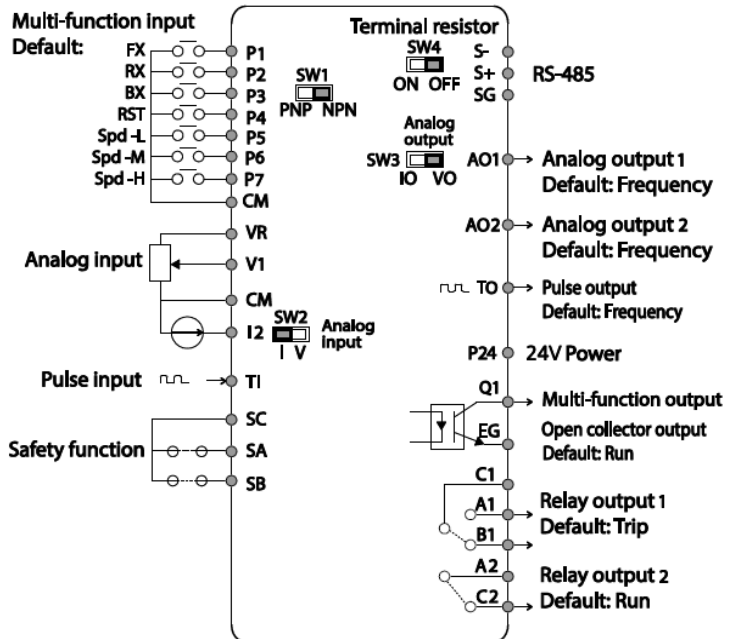 Multi-function input
Default:
FX
P1
RX
P2
BX
P3
RST
P4
Spd -L
P5
Spd -M
P6
Spd -H
P7
CM
SW1
PNP NPN
Terminal resistor
SW4
ON OFF
S-
S+
SG
RS-485
Analog
output
SW3
IO VO
AO1
Analog output 1
Default: Frequency
AO2
Analog output 2
Default: Frequency
TO
Pulse output
Default: Frequency
P24
24V Power
Q1
Multi-function output
EG
Open collector output
Default: Run
C1
A1
B1
Relay output 1
Default: Trip
A2
C2
Relay output 2
Default: Run
VR
Analog input
V1
CM
I2
SW2
I V
Analog
input
Pulse input
TI
SC
Safety function
SA
SB